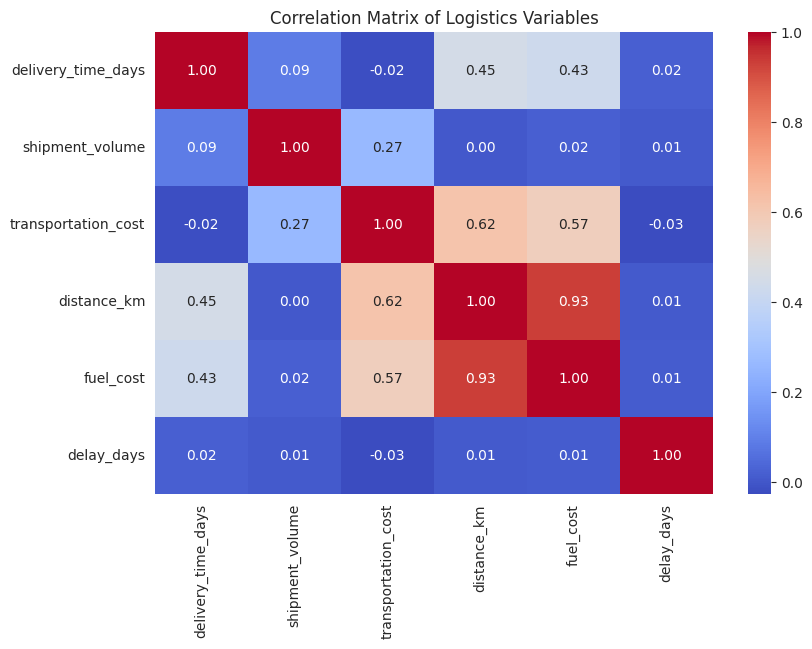 Correlation Matrix of Logistics Variables
delivery_time_days 1.00 0.09 -0.02 0.45 0.43 0.02
shipment_volume 0.09 1.00 0.27 0.00 0.02 0.01
transportation_cost -0.02 0.27 1.00 0.62 0.57 -0.03
distance_km 0.45 0.00 0.62 1.00 0.93 0.01
fuel_cost 0.43 0.02 0.57 0.93 1.00 0.01
delay_days 0.02 0.01 -0.03 0.01 0.01 1.00
delivery_time_days
shipment_volume
transportation_cost
distance_km
fuel_cost
delay_days
1.0
0.8
0.6
0.4
0.2
0.0